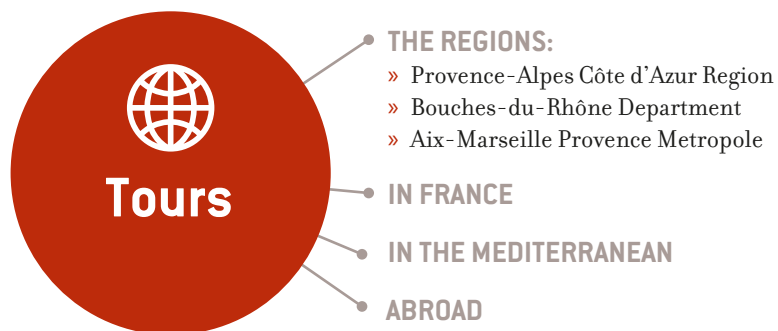 Tours
THE REGIONS:
» Provence-Alpes Côte d'Azur Region
» Bouches-du-Rhône Department
» Aix-Marseille Provence Metropole
IN FRANCE
IN THE MEDITERRANEAN
ABROAD